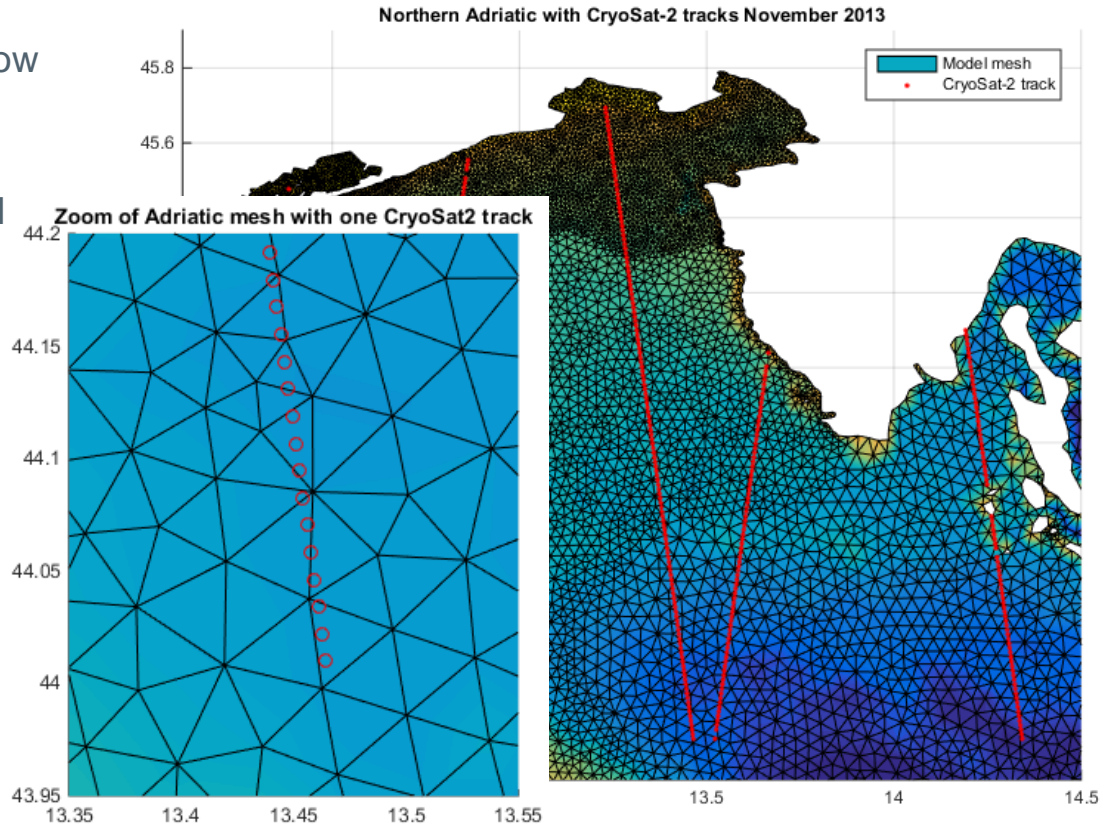 Northern Adriatic with CryoSat-2 tracks November 2013
ow
45.8
Model mesh
CryoSat-2 track
45.6
Zoom of Adriatic mesh with one CryoSat2 track
44.2
44.15
44.1
44.05
44
43.95
13.35 13.4 13.45 13.5 13.55
13.5 14 14.5